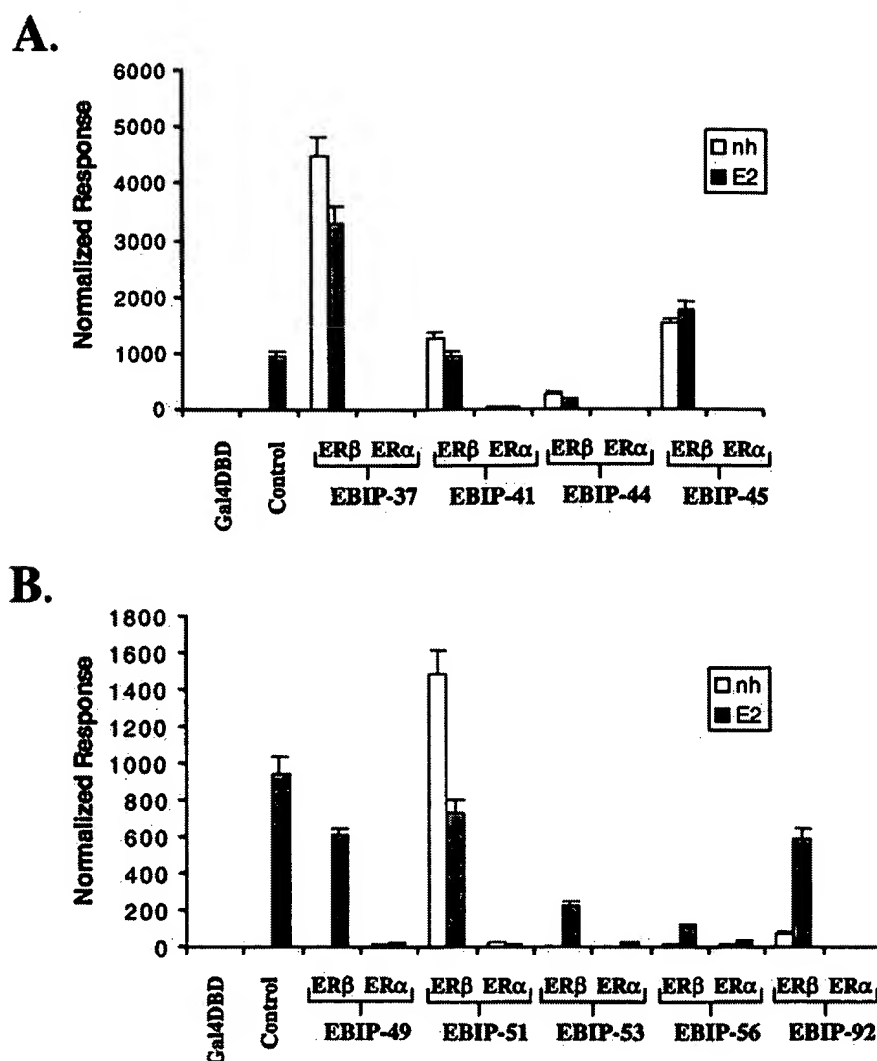 A.
Normalized Response
6000
5000
4000
3000
2000
1000
0
nh
E2
Gal4DBD
Control
ERβ ERα
ERβ ERα
ERβ ERα
ERβ ERα
EBIP-37
EBIP-41
EBIP-44
EBIP-45
B.
Normalized Response
1800
1600
1400
1200
1000
800
600
400
200
0
nh
E2
Gal4DBD
Control
ERβ ERα
ERβ ERα
ERβ ERα
ERβ ERα
ERβ ERα
EBIP-49
EBIP-51
EBIP-53
EBIP-56
EBIP-92